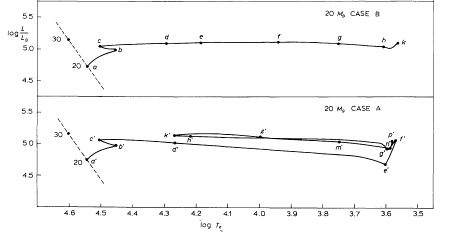 5.5
log L/L⊙
5.0
4.5
20 M⊙ CASE B
30
20
a
b
c
d
e
f
g
h
k
5.5
5.0
4.5
20 M⊙ CASE A
30
20
a'
b'
c'
k'
h'
d'
m'
p'
f'
g'
e'
4.6 4.5 4.4 4.3 4.2 4.1 4.0 3.9 3.8 3.7 3.6 3.5
log Te